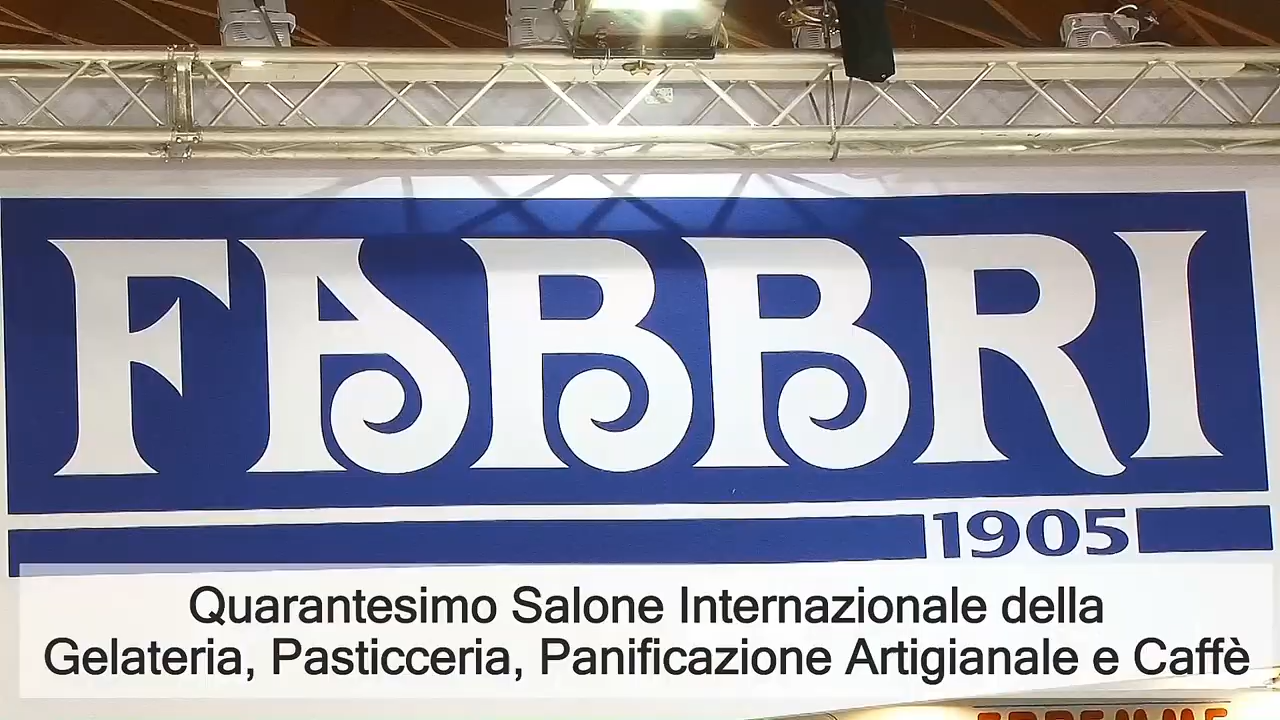 FABBRI
1905
Quarantesimo Salone Internazionale della
Gelateria, Pasticceria, Panificazione Artigianale e Caffè